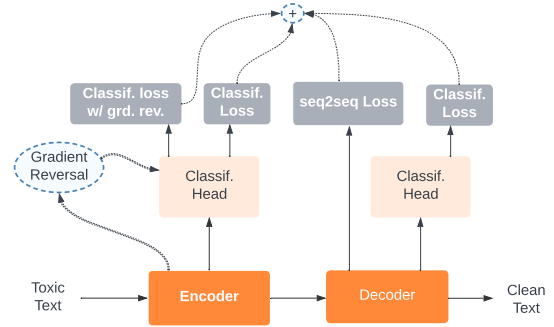 +
Classif. loss
w/ grd. rev.
Classif.
Loss
seq2seq Loss
Classif.
Loss
Gradient
Reversal
Classif.
Head
Classif.
Head
Toxic
Text
Encoder
Decoder
Clean
Text